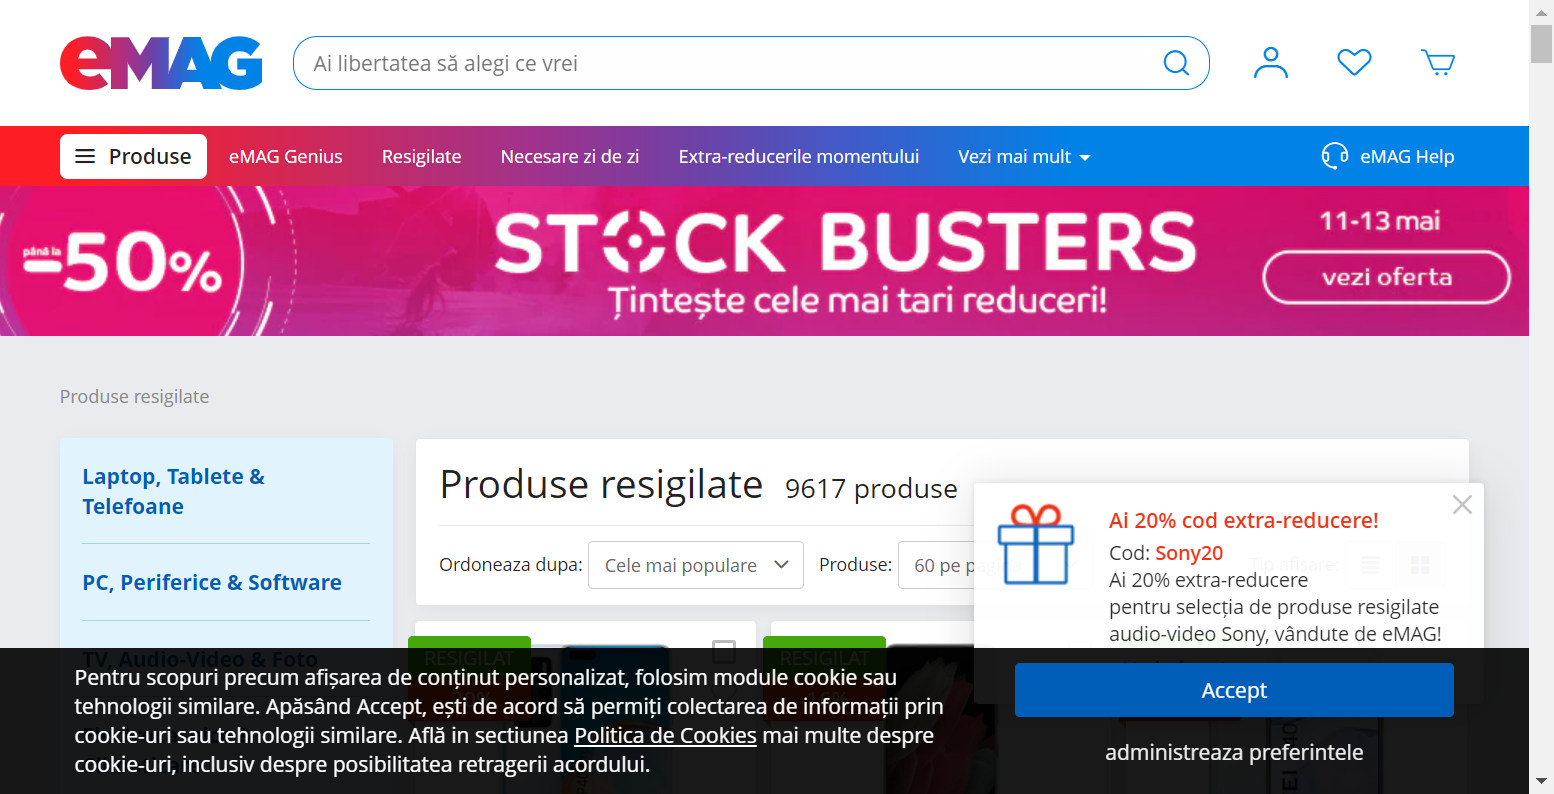 eMAG
Ai libertatea să alegi ce vrei
Produse
eMAG Genius
Resigilate
Necesare zi de zi
Extra-reducerile momentului
Vezi mai mult
eMAG Help
până la
-50%
STOCK BUSTERS
Țintește cele mai tari reduceri!
11-13 mai
vezi oferta
Produse resigilate
Laptop, Tablete &
Telefoane
PC, Periferice & Software
TV, Audio-Video & Foto
Produse resigilate 9617 produse
Ordoneaza dupa:
Cele mai populare
Produse:
60 pe pagina
Tip afisare:
Ai 20% cod extra-reducere!
Cod: Sony20
Ai 20% extra-reducere
pentru selecția de produse resigilate
audio-video Sony, vândute de eMAG!
RESIGILAT
RESIGILAT
Pentru scopuri precum afișarea de conținut personalizat, folosim module cookie sau
tehnologii similare. Apăsând Accept, ești de acord să permiți colectarea de informații prin
cookie-uri sau tehnologii similare. Află in sectiunea Politica de Cookies mai multe despre
cookie-uri, inclusiv despre posibilitatea retragerii acordului.
Accept
administreaza preferintele